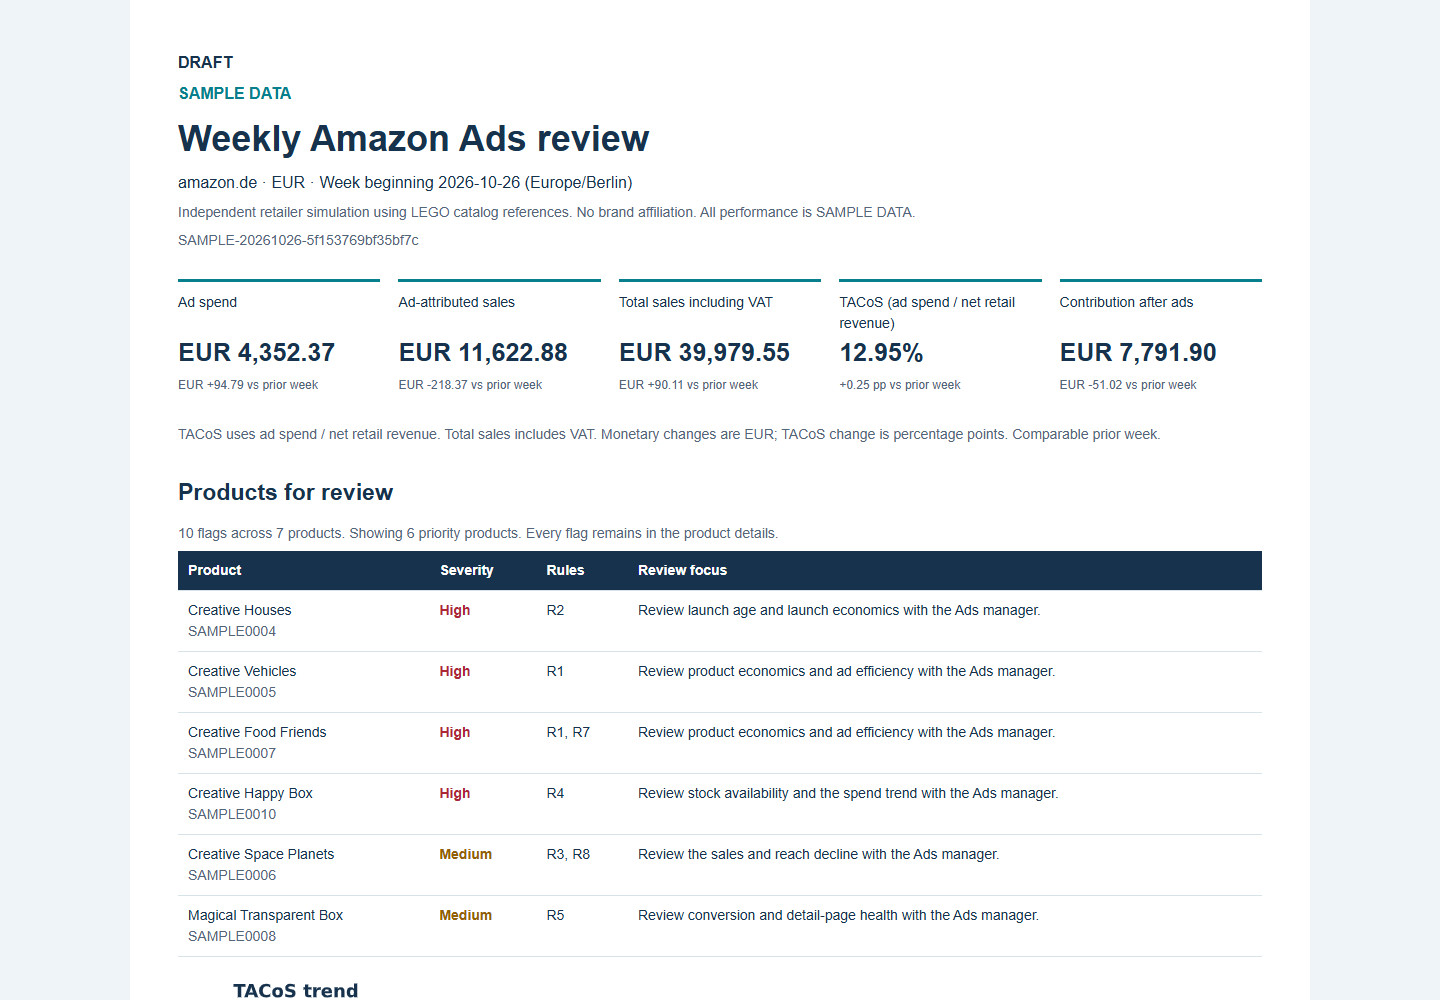 DRAFT
SAMPLE DATA
Weekly Amazon Ads review
amazon.de · EUR · Week beginning 2026-10-26 (Europe/Berlin)
Independent retailer simulation using LEGO catalog references. No brand affiliation. All performance is SAMPLE DATA.
SAMPLE-20261026-5f153769bf35bf7c
Ad spend
EUR 4,352.37
EUR +94.79 vs prior week
Ad-attributed sales
EUR 11,622.88
EUR -218.37 vs prior week
Total sales including VAT
EUR 39,979.55
EUR +90.11 vs prior week
TACoS (ad spend / net retail
revenue)
12.95%
+0.25 pp vs prior week
Contribution after ads
EUR 7,791.90
EUR -51.02 vs prior week
TACoS uses ad spend / net retail revenue. Total sales includes VAT. Monetary changes are EUR; TACoS change is percentage points. Comparable prior week.
Products for review
10 flags across 7 products. Showing 6 priority products. Every flag remains in the product details.
Product Severity Rules Review focus
Creative Houses High R2 Review launch age and launch economics with the Ads manager.
SAMPLE0004
Creative Vehicles High R1 Review product economics and ad efficiency with the Ads manager.
SAMPLE0005
Creative Food Friends High R1, R7 Review product economics and ad efficiency with the Ads manager.
SAMPLE0007
Creative Happy Box High R4 Review stock availability and the spend trend with the Ads manager.
SAMPLE0010
Creative Space Planets Medium R3, R8 Review the sales and reach decline with the Ads manager.
SAMPLE0006
Magical Transparent Box Medium R5 Review conversion and detail-page health with the Ads manager.
SAMPLE0008
TACoS trend